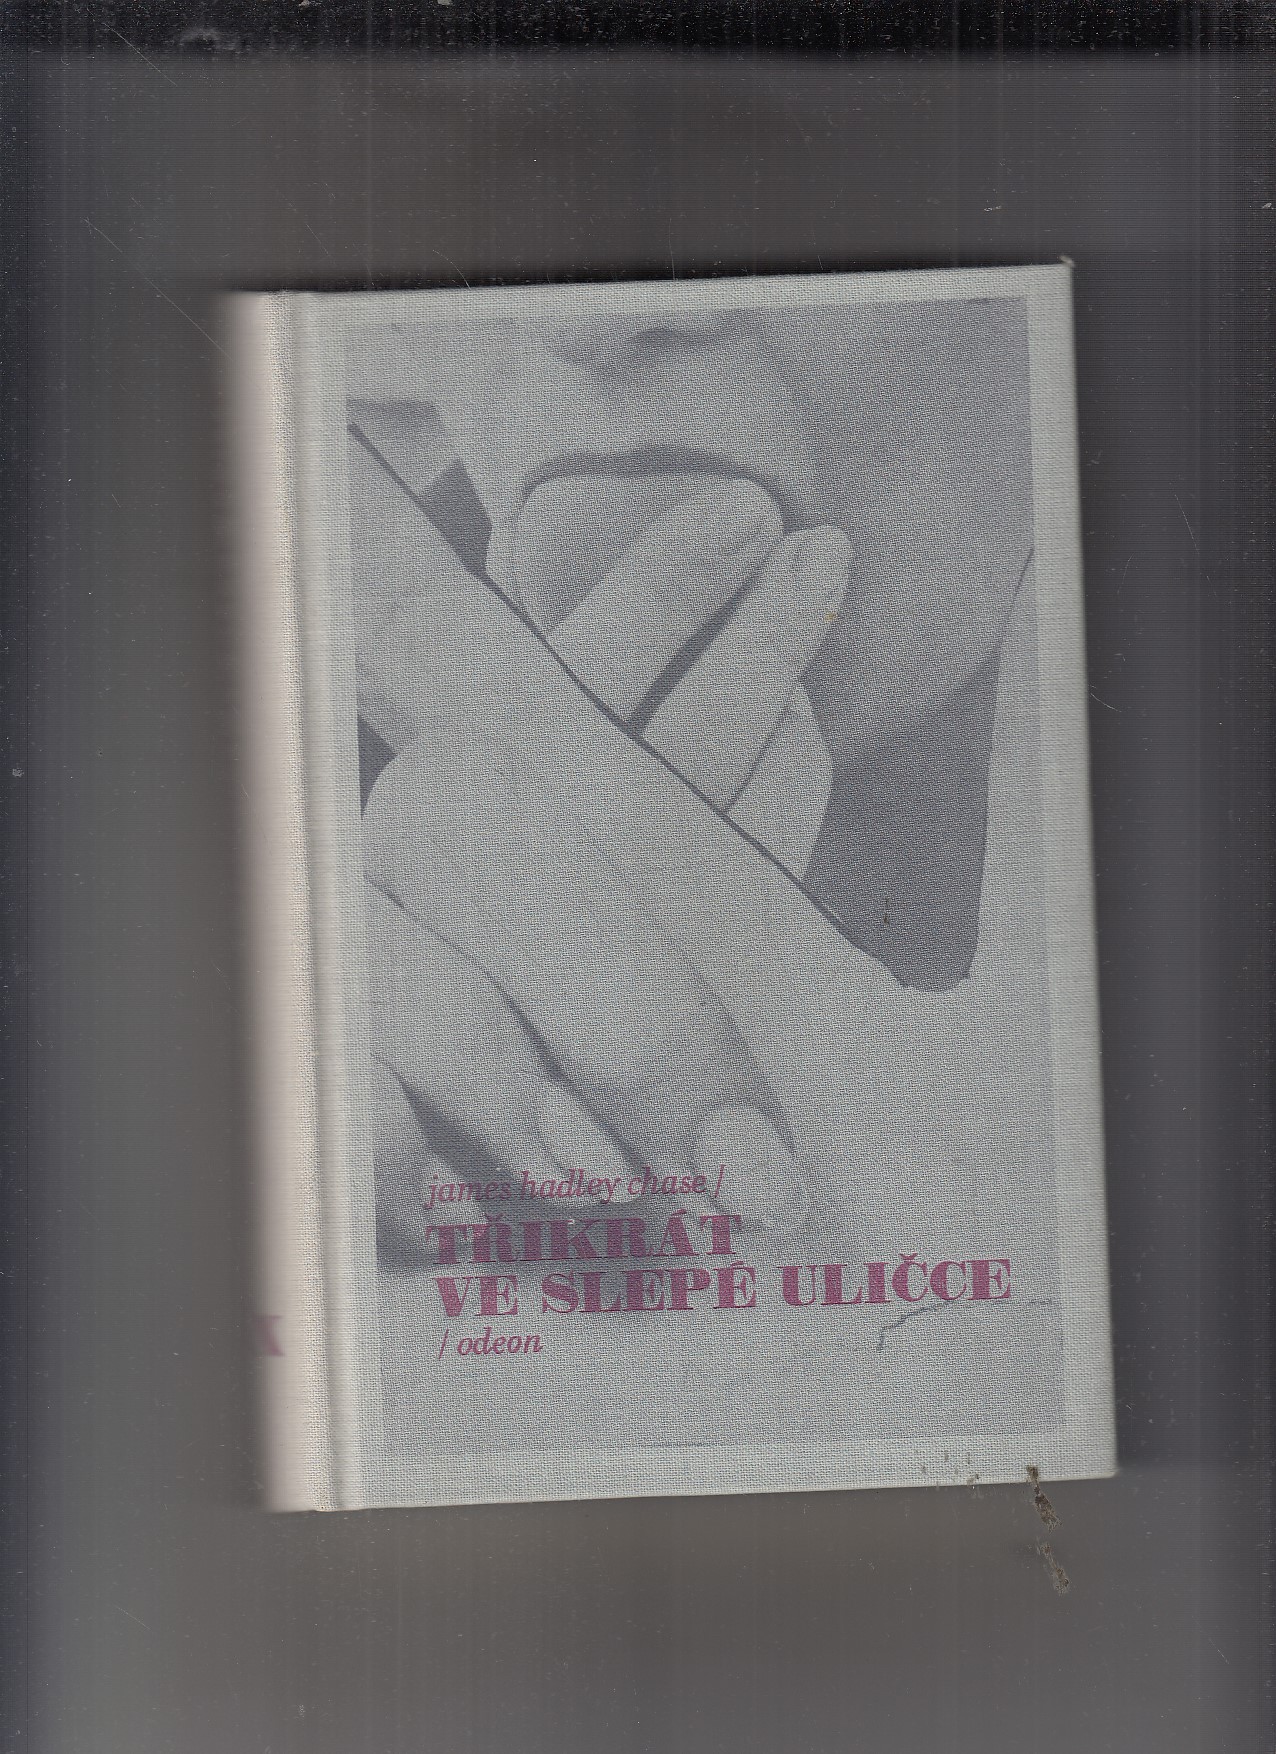 james hadley chase /
TŘIKRÁT
VE SLEPÉ ULIČCE
/ odeon